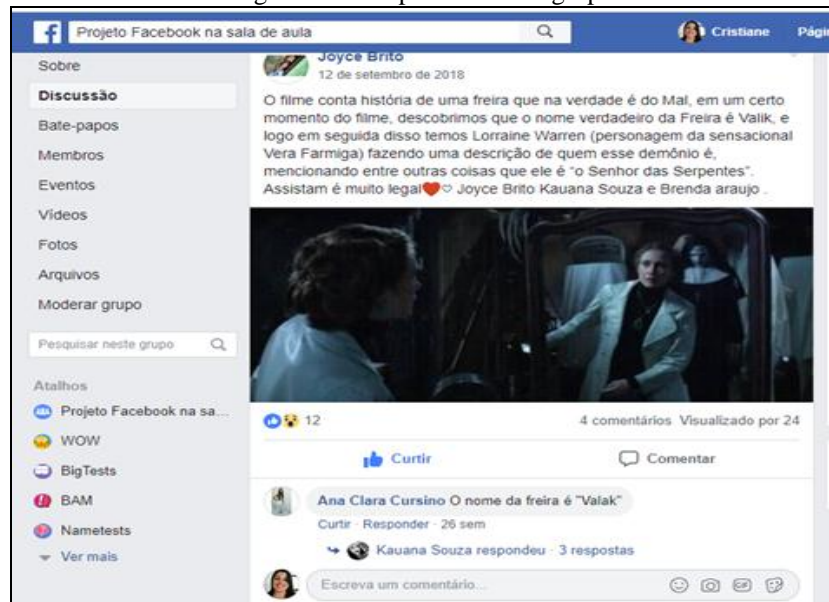 Projeto Facebook na sala de aula
Cristiane
Sobre
Discussão
Bate-papos
Membros
Eventos
Vídeos
Fotos
Arquivos
Moderar grupo
Pesquisar neste grupo
Atalhos
Projeto Facebook na sa...
WOW
BigTests
BAM
Nametests
Ver mais
Joyce Brito
12 de setembro de 2018
O filme conta história de uma freira que na verdade é do Mal, em um certo
momento do filme, descobrimos que o nome verdadeiro da Freira é Valik, e
logo em seguida disso temos Lorraine Warren (personagem da sensacional
Vera Farmiga) fazendo uma descrição de quem esse demônio é,
mencionando entre outras coisas que ele é “o Senhor das Serpentes”.
Assistam é muito legal❤️♡ Joyce Brito Kauana Souza e Brenda araujo .
12
4 comentários Visualizado por 24
Curtir
Comentar
Ana Clara Cursino O nome da freira é "Valak"
Curtir · Responder · 26 sem
Kauana Souza respondeu · 3 respostas
Escreva um comentário...
GIF